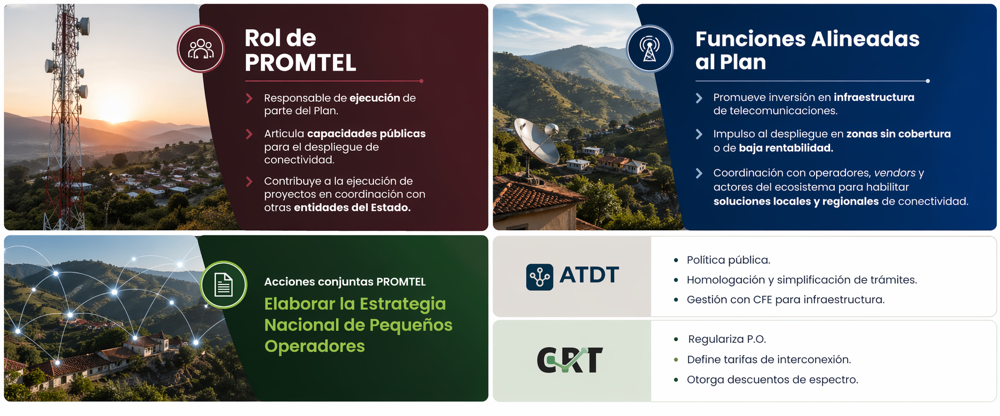 Rol de
PROMTEL
Responsable de ejecución de
parte del Plan.
Articula capacidades públicas
para el despliegue de
conectividad.
Contribuye a la ejecución de
proyectos en coordinación con
otras entidades del Estado.
Funciones Alineadas
al Plan
Promueve inversión en infraestructura
de telecomunicaciones.
Impulso al despliegue en zonas sin cobertura
o de baja rentabilidad.
Coordinación con operadores, vendors y
actores del ecosistema para habilitar
soluciones locales y regionales de conectividad.
Acciones conjuntas PROMTEL
Elaborar la Estrategia
Nacional de Pequeños
Operadores
ATDT
• Política pública.
• Homologación y simplificación de trámites.
• Gestión con CFE para infraestructura.
CRT
• Regulariza P.O.
• Define tarifas de interconexión.
• Otorga descuentos de espectro.